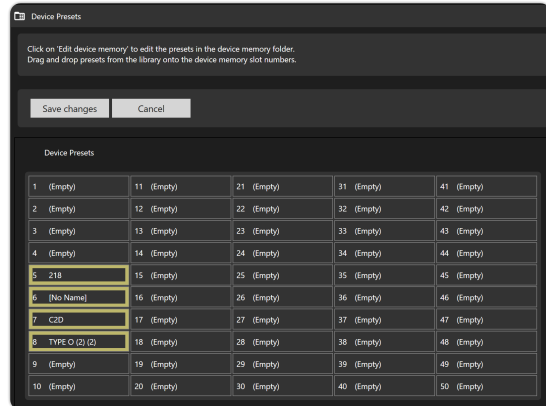 Device Presets
Click on 'Edit device memory' to edit the presets in the device memory folder.
Drag and drop presets from the library onto the device memory slot numbers.
Save changes Cancel
Device Presets
1 (Empty) 11 (Empty) 21 (Empty) 31 (Empty) 41 (Empty)
2 (Empty) 12 (Empty) 22 (Empty) 32 (Empty) 42 (Empty)
3 (Empty) 13 (Empty) 23 (Empty) 33 (Empty) 43 (Empty)
4 (Empty) 14 (Empty) 24 (Empty) 34 (Empty) 44 (Empty)
5 218 15 (Empty) 25 (Empty) 35 (Empty) 45 (Empty)
6 [No Name] 16 (Empty) 26 (Empty) 36 (Empty) 46 (Empty)
7 C2D 17 (Empty) 27 (Empty) 37 (Empty) 47 (Empty)
8 TYPE O (2) (2) 18 (Empty) 28 (Empty) 38 (Empty) 48 (Empty)
9 (Empty) 19 (Empty) 29 (Empty) 39 (Empty) 49 (Empty)
10 (Empty) 20 (Empty) 30 (Empty) 40 (Empty) 50 (Empty)